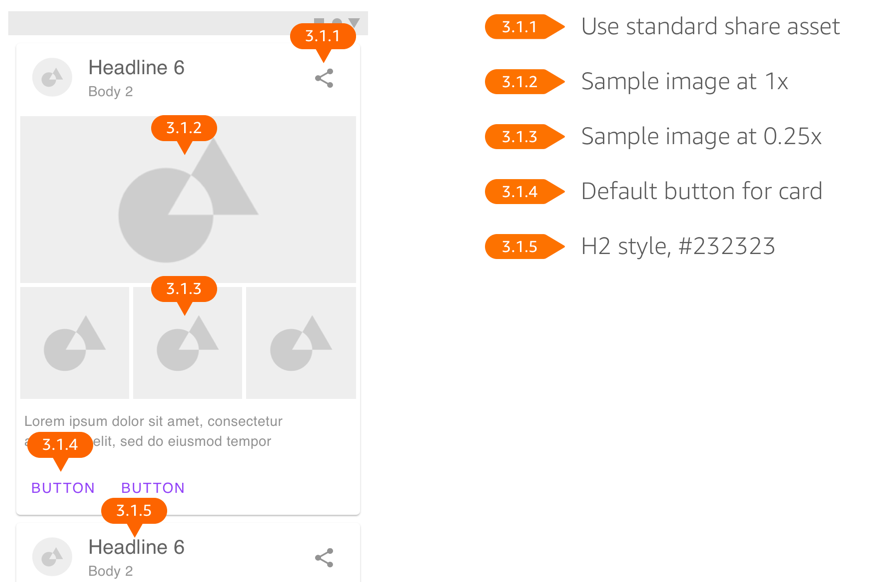 3.1.1
Headline 6
Body 2
3.1.2
3.1.3
Lorem ipsum dolor sit amet, consectetur
elit, sed do eiusmod tempor
3.1.4
BUTTON BUTTON
3.1.5
Headline 6
Body 2
3.1.1 Use standard share asset
3.1.2 Sample image at 1x
3.1.3 Sample image at 0.25x
3.1.4 Default button for card
3.1.5 H2 style, #232323